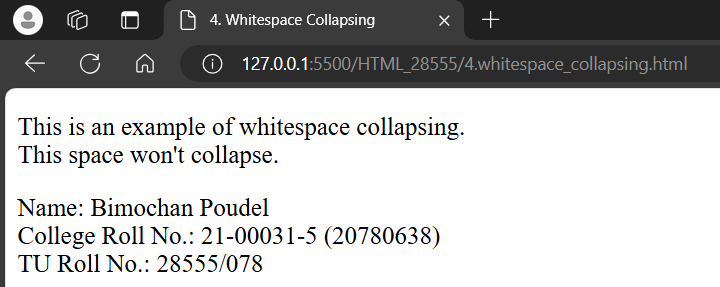 4. Whitespace Collapsing
127.0.0.1:5500/HTML_28555/4.whitespace_collapsing.html
This is an example of whitespace collapsing.
This space won't collapse.
Name: Bimochan Poudel
College Roll No.: 21-00031-5 (20780638)
TU Roll No.: 28555/078